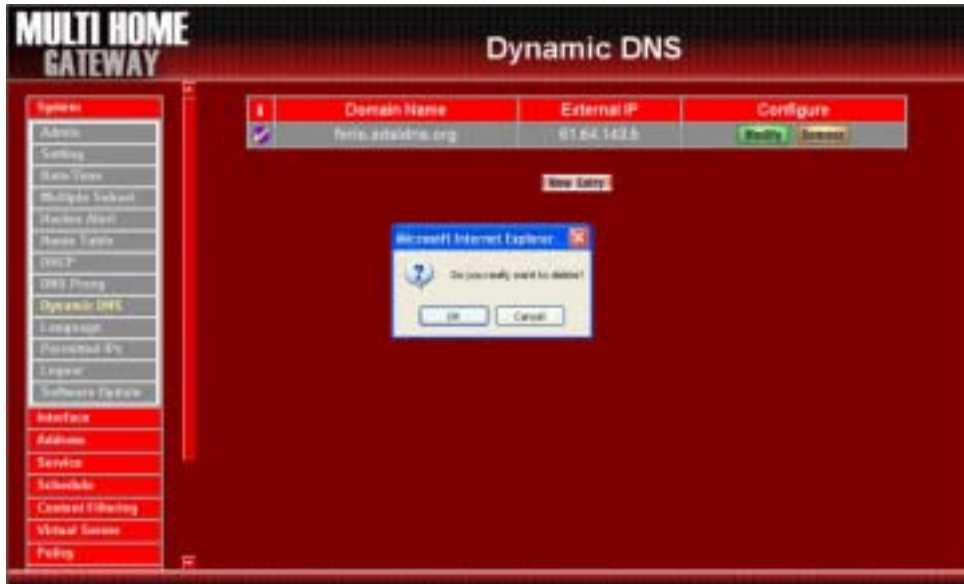 MULTI HOME
GATEWAY
Dynamic DNS
System
Admin
Setting
Date/Time
Multiple Subnet
Hacker Alert
Route Table
DHCP
DNS Proxy
Dynamic DNS
Language
Permitted IPs
Logout
Software Update
Interface
Address
Service
Schedule
Content Filtering
Virtual Server
Policy
i Domain Name External IP Configure
61.64.143.5 Modify Remove
New Entry
Microsoft Internet Explorer
Do you really want to delete?
OK Cancel